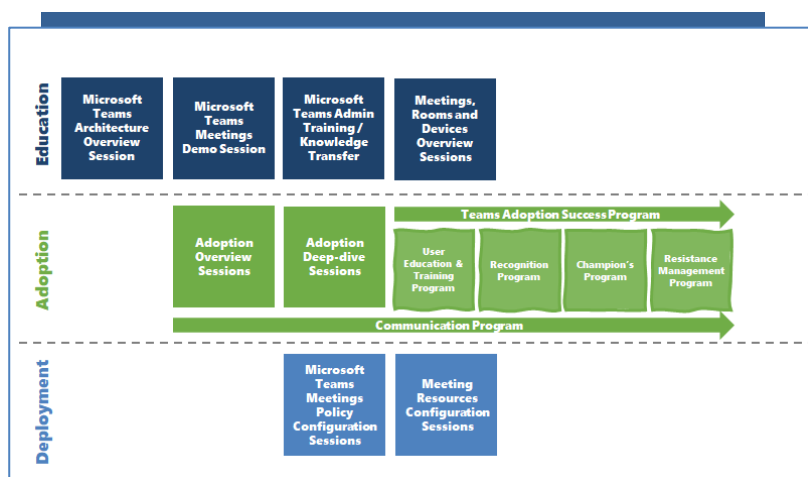 Education
Microsoft
Teams
Architecture
Overview
Session
Microsoft
Teams
Meetings
Demo Session
Microsoft
Teams Admin
Training /
Knowledge
Transfer
Meetings,
Rooms and
Devices
Overview
Sessions
Adoption
Adoption
Overview
Sessions
Adoption
Deep-dive
Sessions
Teams Adoption Success Program
User
Education &
Training
Program
Recognition
Program
Champion's
Program
Resistance
Management
Program
Communication Program
Deployment
Microsoft
Teams
Meetings
Policy
Configuration
Sessions
Meeting
Resources
Configuration
Sessions